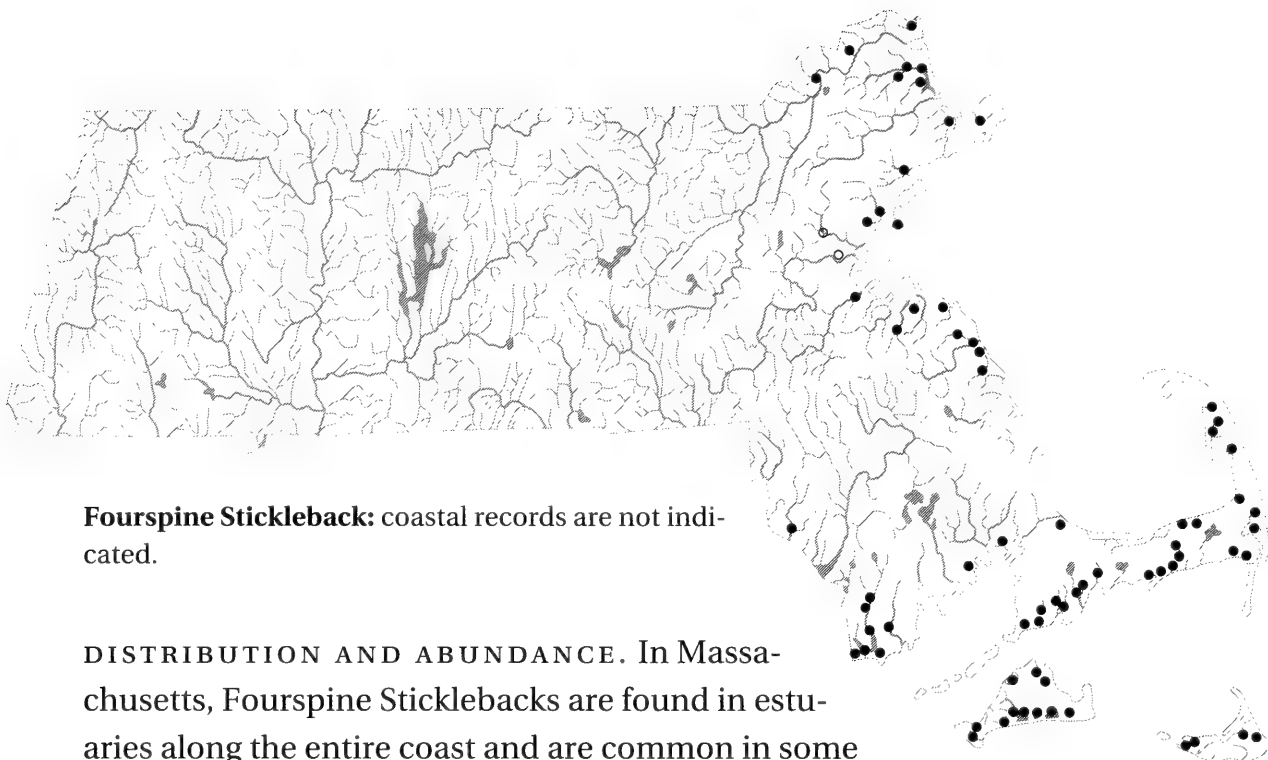 Fourspine Stickleback: coastal records are not indi-
cated.
DISTRIBUTION AND ABUNDANCE. In Massa-
chusetts, Fourspine Sticklebacks are found in estu-
aries along the entire coast and are common in some